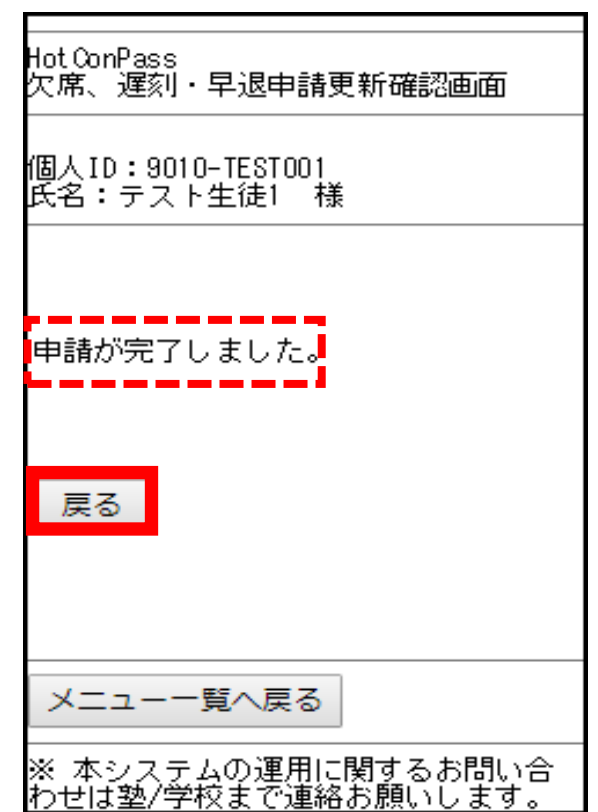 HotConPass
欠席、遅刻・早退申請更新確認画面
個人ID：9010-TEST001
氏名：テスト生徒1　様
申請が完了しました。
戻る
メニュー一覧へ戻る
※ 本システムの運用に関するお問い合
わせは塾/学校まで連絡お願いします。